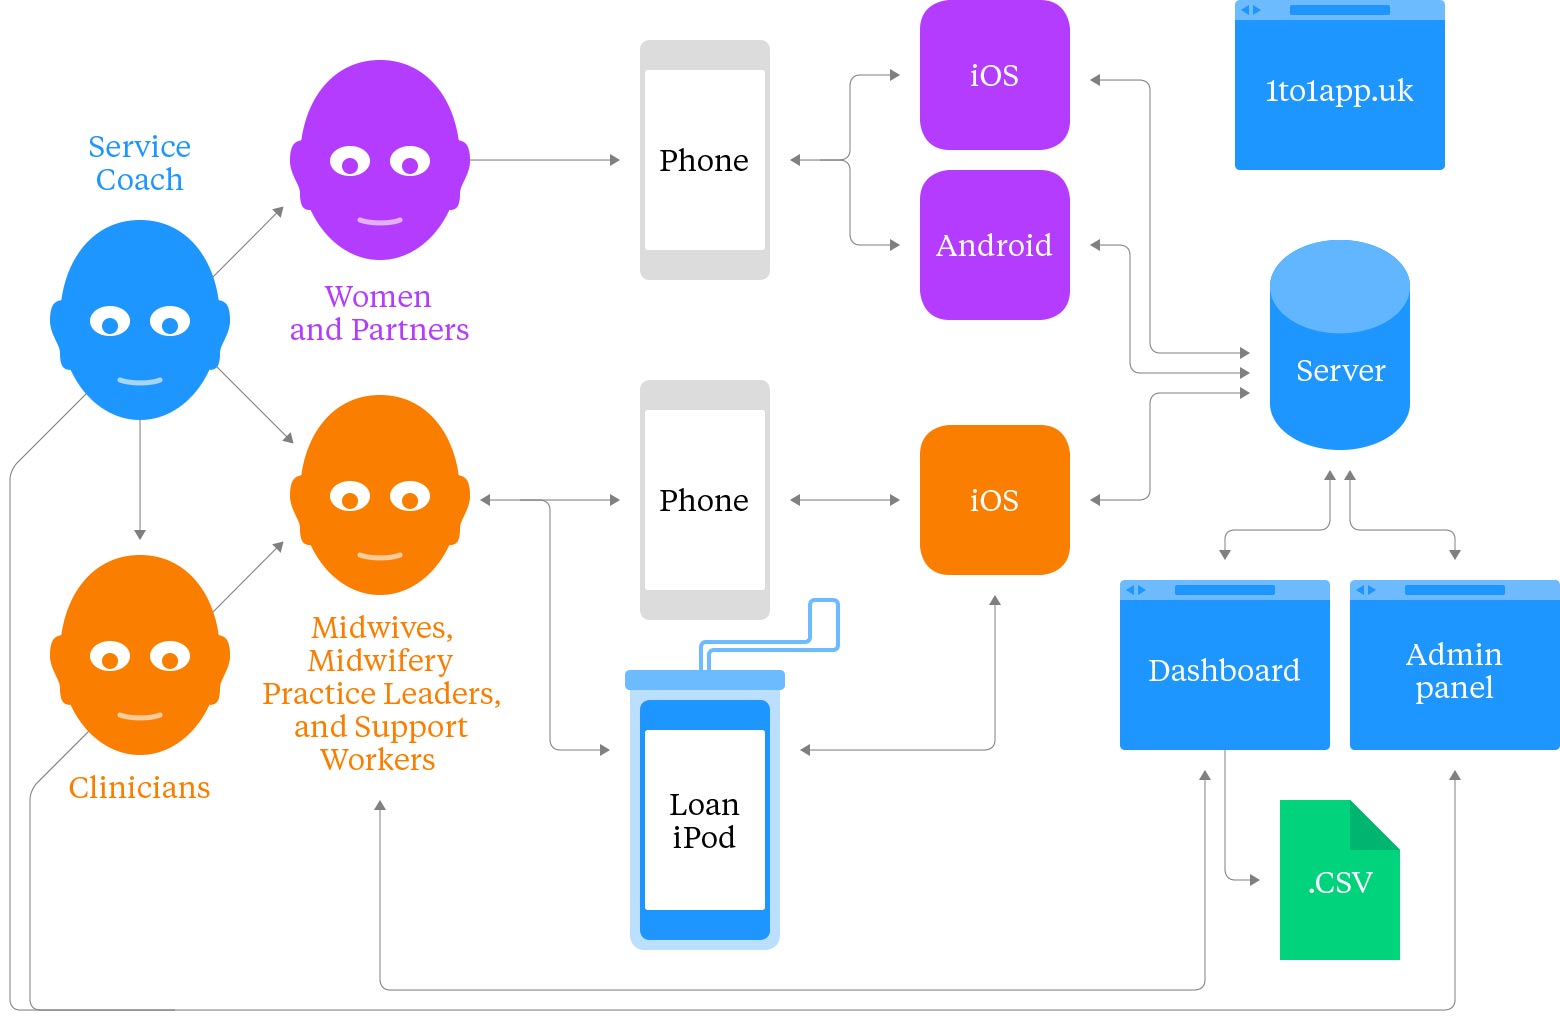 iOS
1to1app.uk
Service
Coach
Phone
Android
Women
and Partners
Server
Phone
iOS
Midwives,
Midwifery
Practice Leaders,
and Support
Workers
Dashboard
Admin
panel
Clinicians
Loan
iPod
.CSV